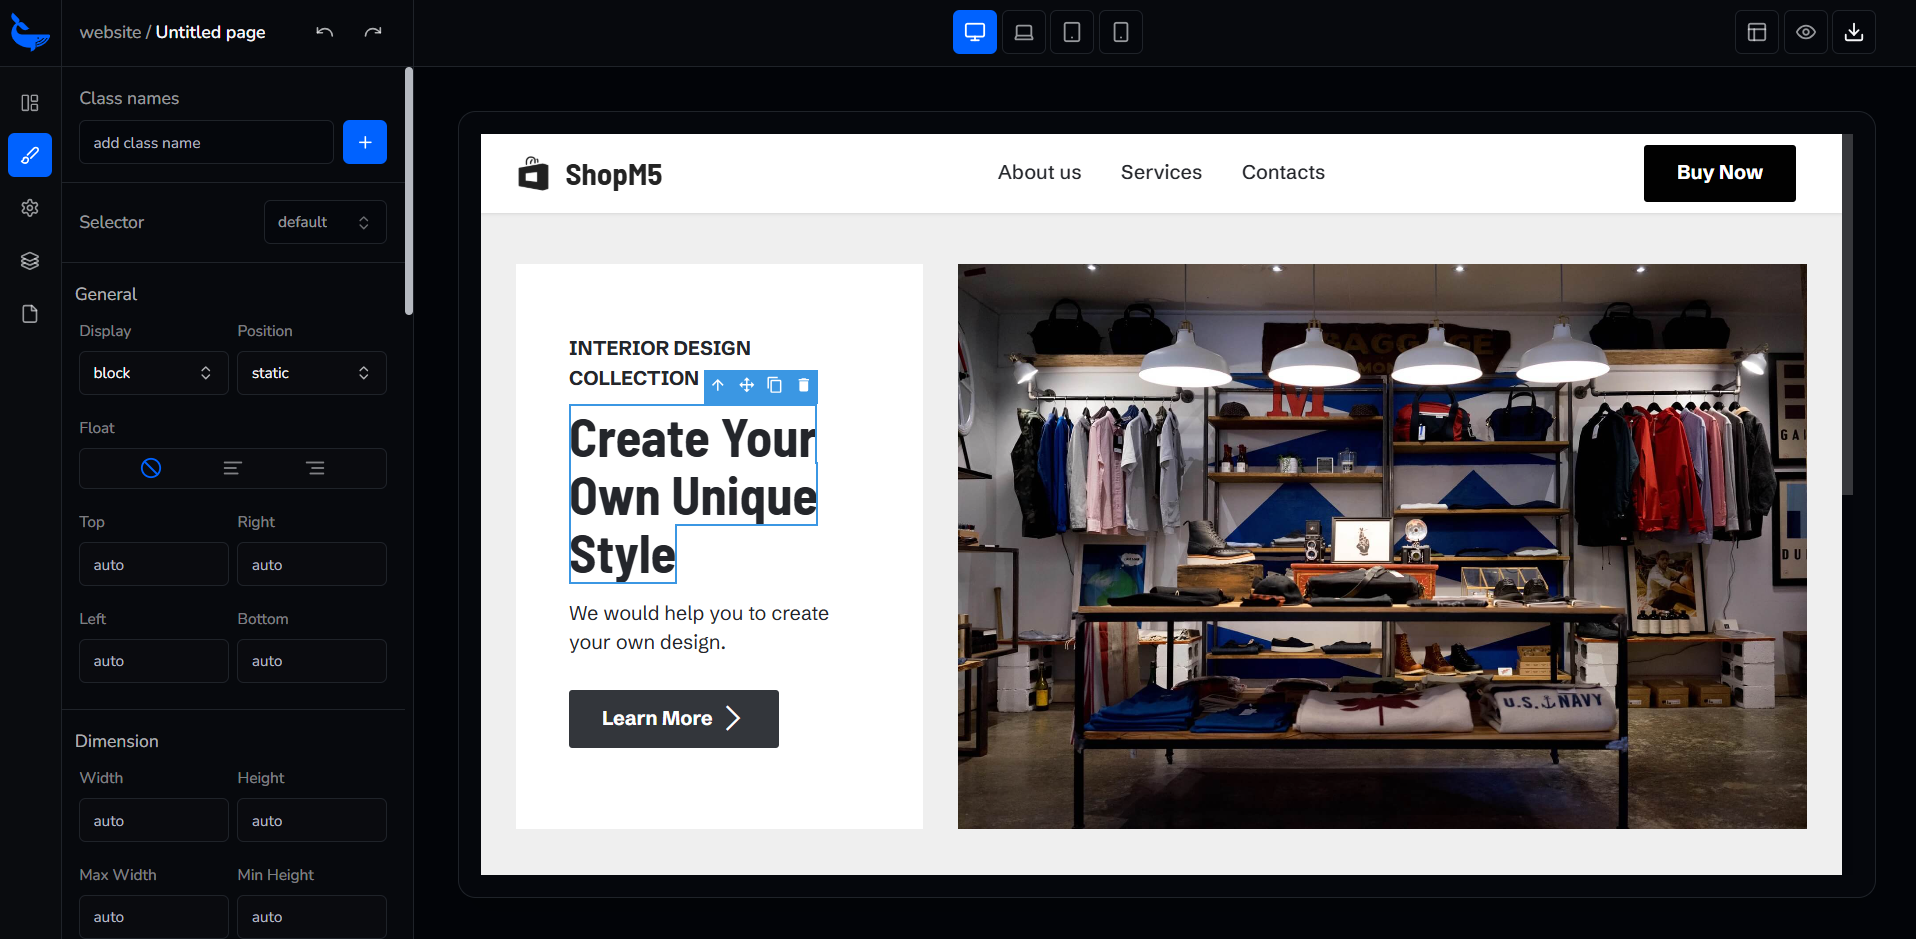 website / Untitled page
Class names
add class name
Selector
default
General
Display
Position
block
static
Float
Top
Right
auto
auto
Left
Bottom
auto
auto
Dimension
Width
Height
auto
auto
Max Width
Min Height
auto
auto
ShopM5
About us
Services
Contacts
Buy Now
INTERIOR DESIGN
COLLECTION
Create Your
Own Unique
Style
We would help you to create
your own design.
Learn More
BAGGAGE
M
U.S. NAVY